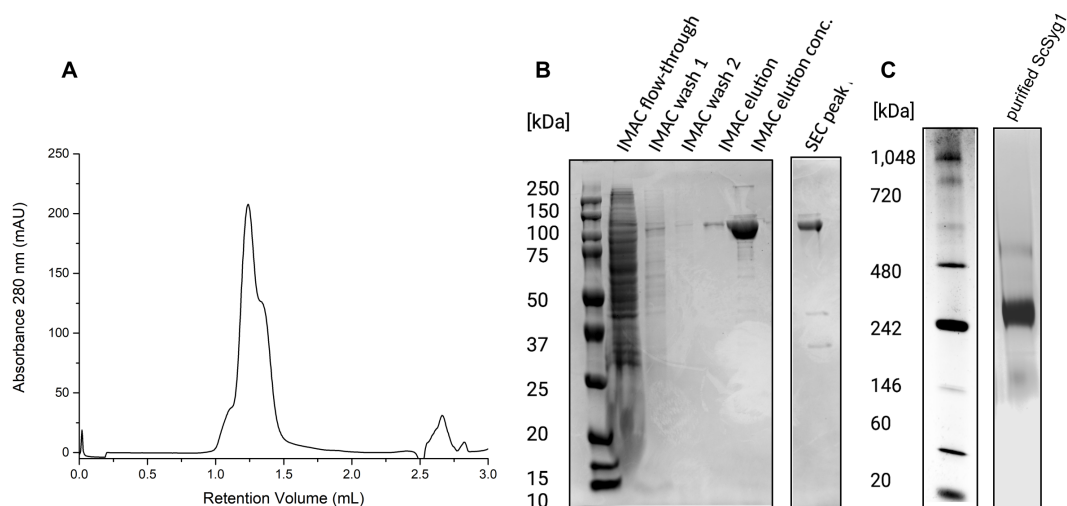 A
B
C
Absorbance 280 nm (mAU)
250
200
150
100
50
0
0.0
0.5
1.0
1.5
2.0
2.5
3.0
Retention Volume (mL)
[kDa]
IMAC flow-through
IMAC wash 1
IMAC wash 2
IMAC elution
IMAC elution conc.
SEC peak
250
150
100
75
50
37
25
20
15
10
[kDa]
purified ScSyg1
1,048
720
480
242
146
60
20